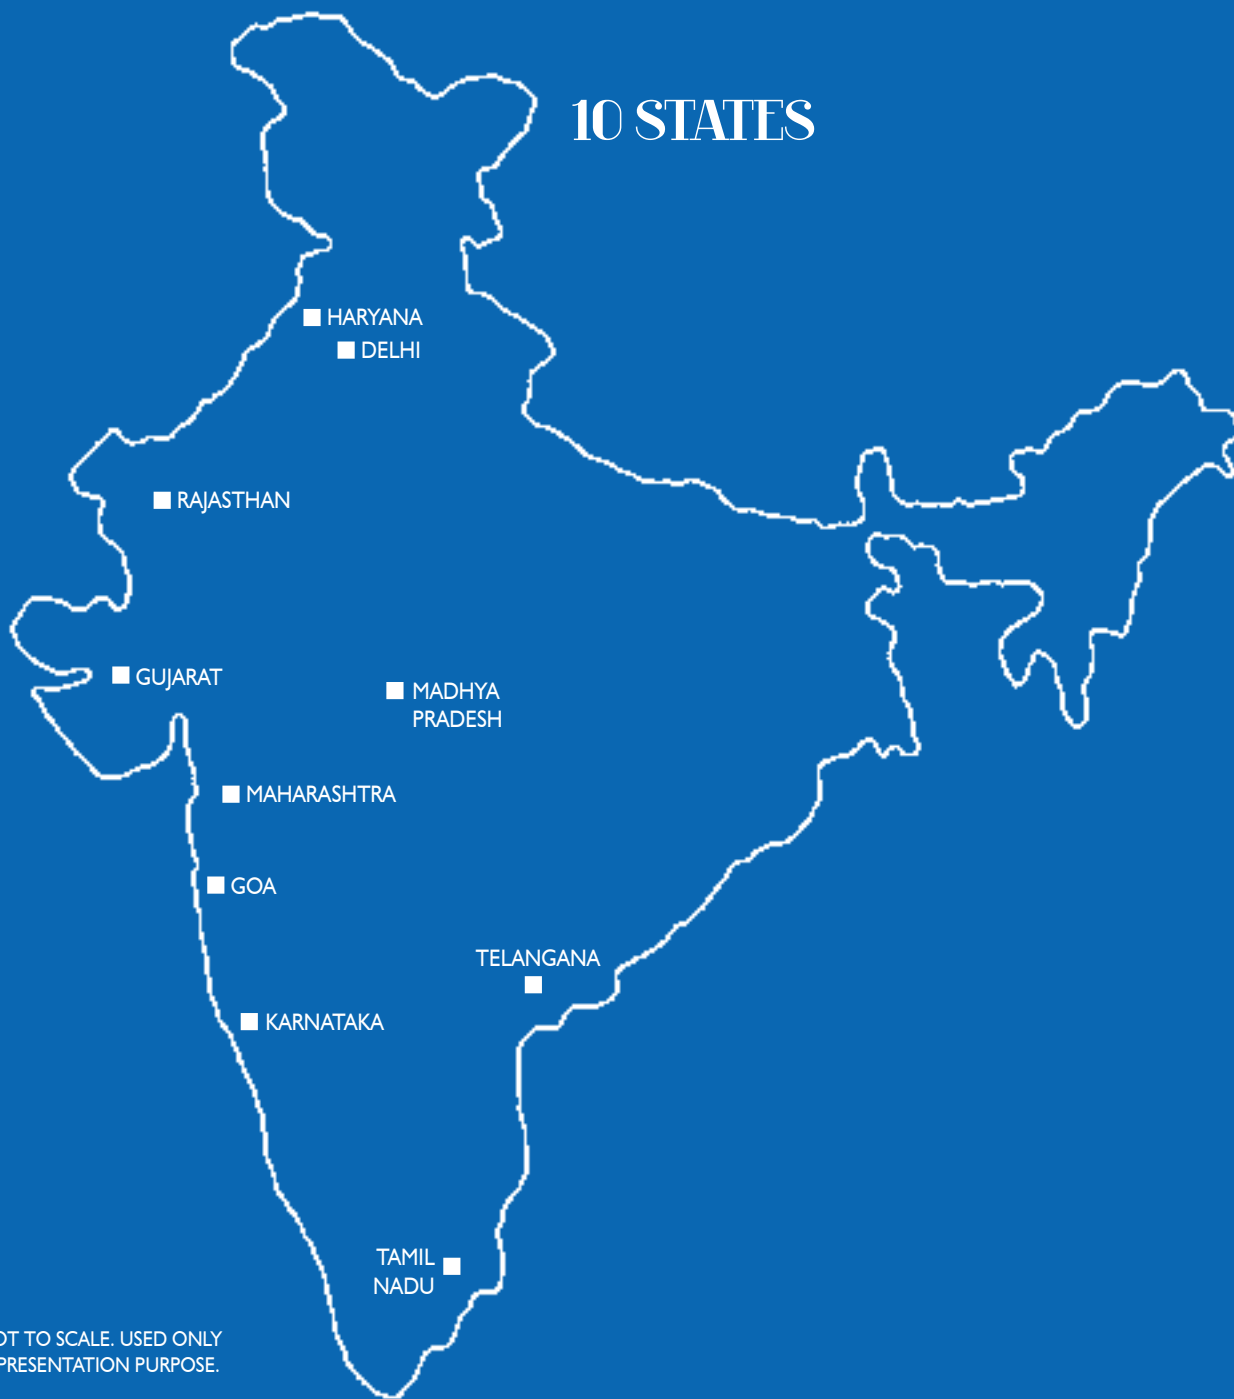 10 STATES
HARYANA
DELHI
RAJASTHAN
GUJARAT
MADHYA
PRADESH
MAHARASHTRA
GOA
TELANGANA
KARNATAKA
TAMIL
NADU
OT TO SCALE. USED ONLY
PRESENTATION PURPOSE.